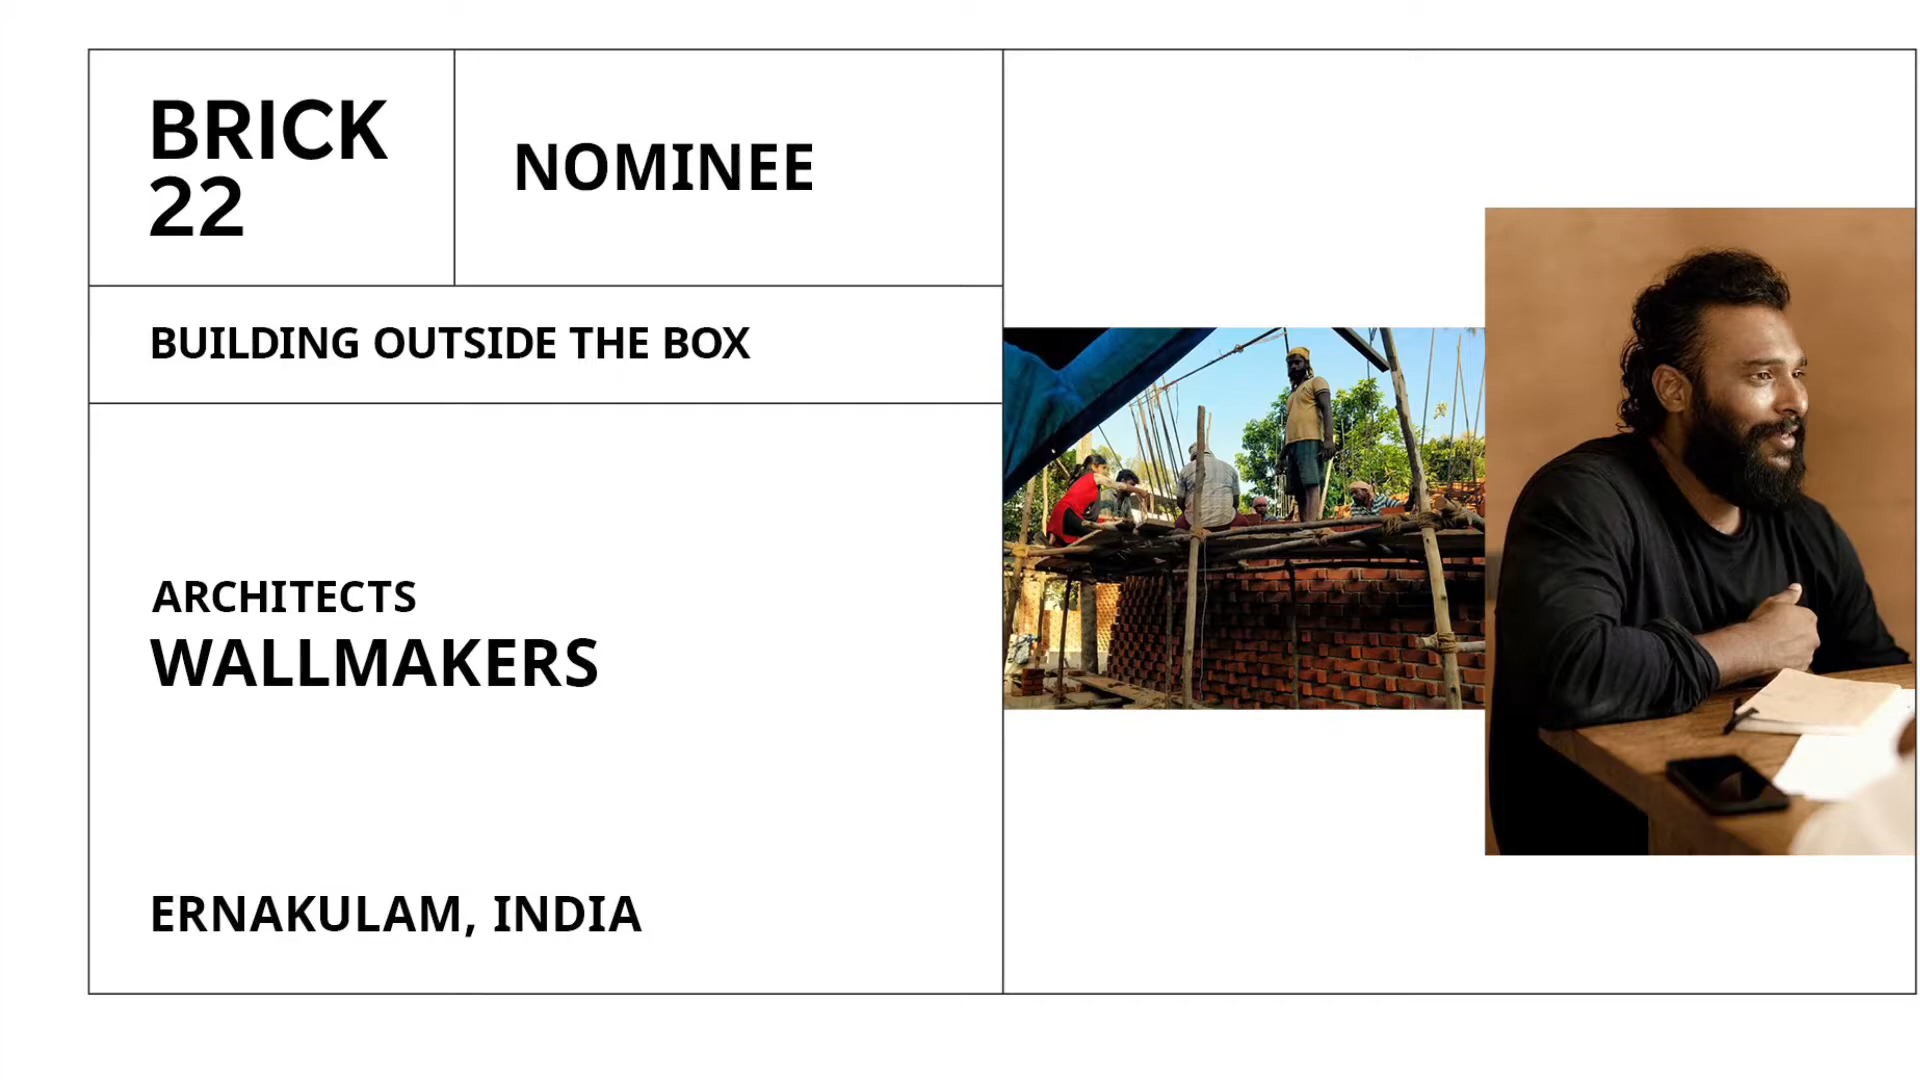 BRICK
22
NOMINEE
BUILDING OUTSIDE THE BOX
ARCHITECTS
WALLMAKERS
ERNAKULAM, INDIA